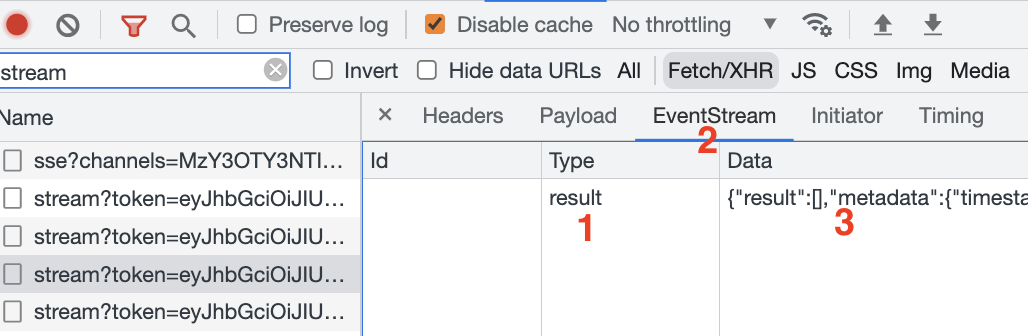 Preserve log Disable cache No throttling
stream Invert Hide data URLs All Fetch/XHR JS CSS Img Media
Name Headers Payload EventStream Initiator Timing
2
sse?channels=MzY3OTY3NTI... Id Type Data
stream?token=eyJhbGciOiJIU... result {"result":[],"metadata":{"timesta
1 3
stream?token=eyJhbGciOiJIU...
stream?token=eyJhbGciOiJIU...
stream?token=eyJhbGciOiJIU...